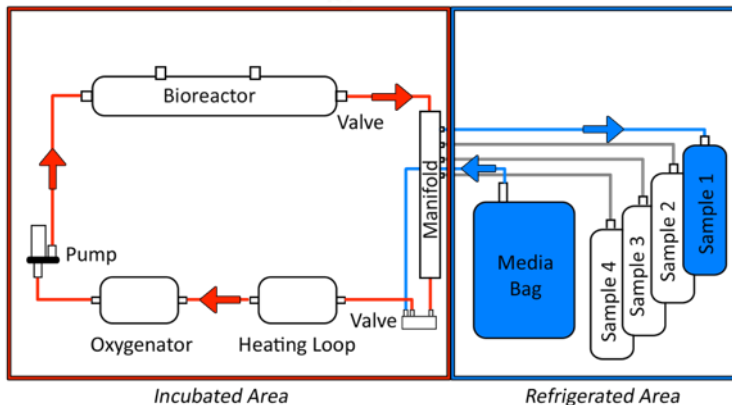 Bioreactor
Valve
Manifold
Pump
Oxygenator
Heating Loop
Valve
Media
Bag
Sample 1
Sample 2
Sample 3
Sample 4
Incubated Area
Refrigerated Area